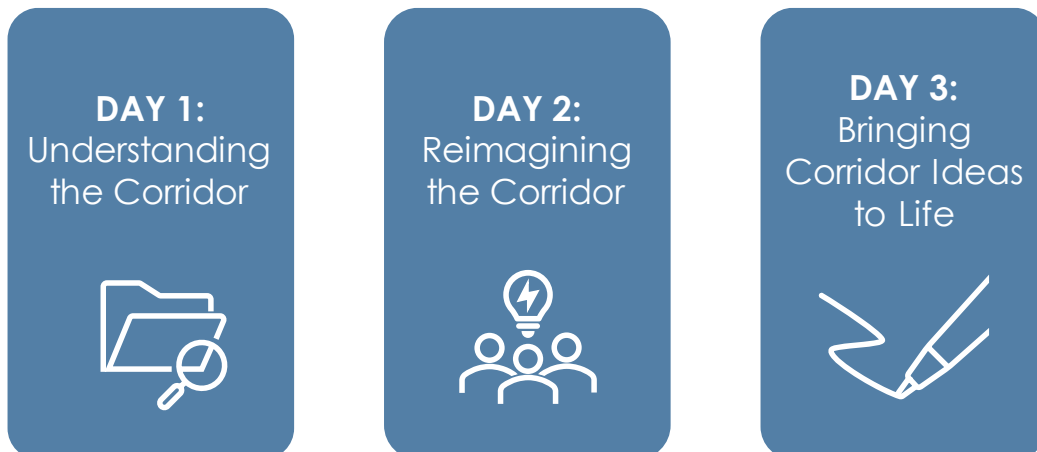 DAY 1:
Understanding
the Corridor
DAY 2:
Reimagining
the Corridor
DAY 3:
Bringing
Corridor Ideas
to Life